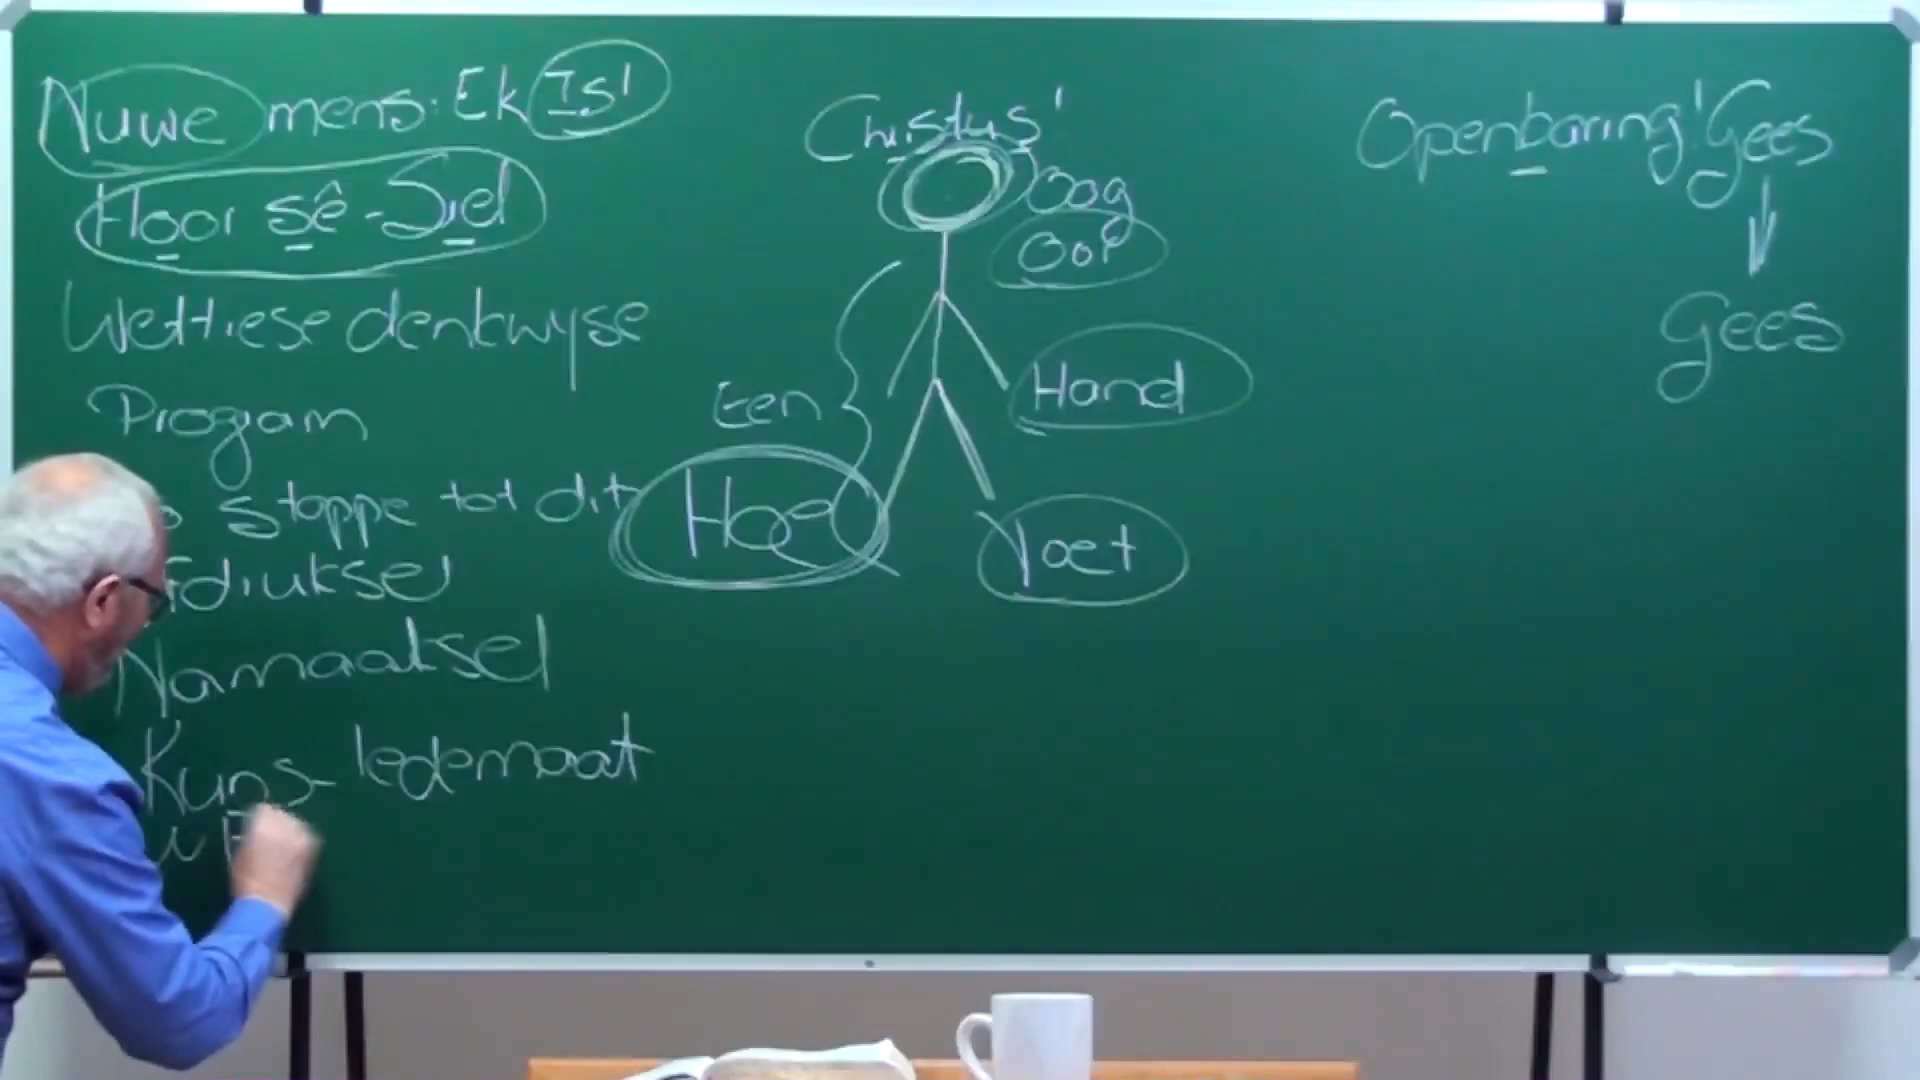 Nuwe mens: Ek Is!
Hoor sê - Siel
Wettiese denkwyse
Program
stappe tot dit
Namaaksel
Kuns-ledemaat
Christus!
Oog
Oor
Hand
Een
Hoe
Voet
Openbaring! Gees
Gees